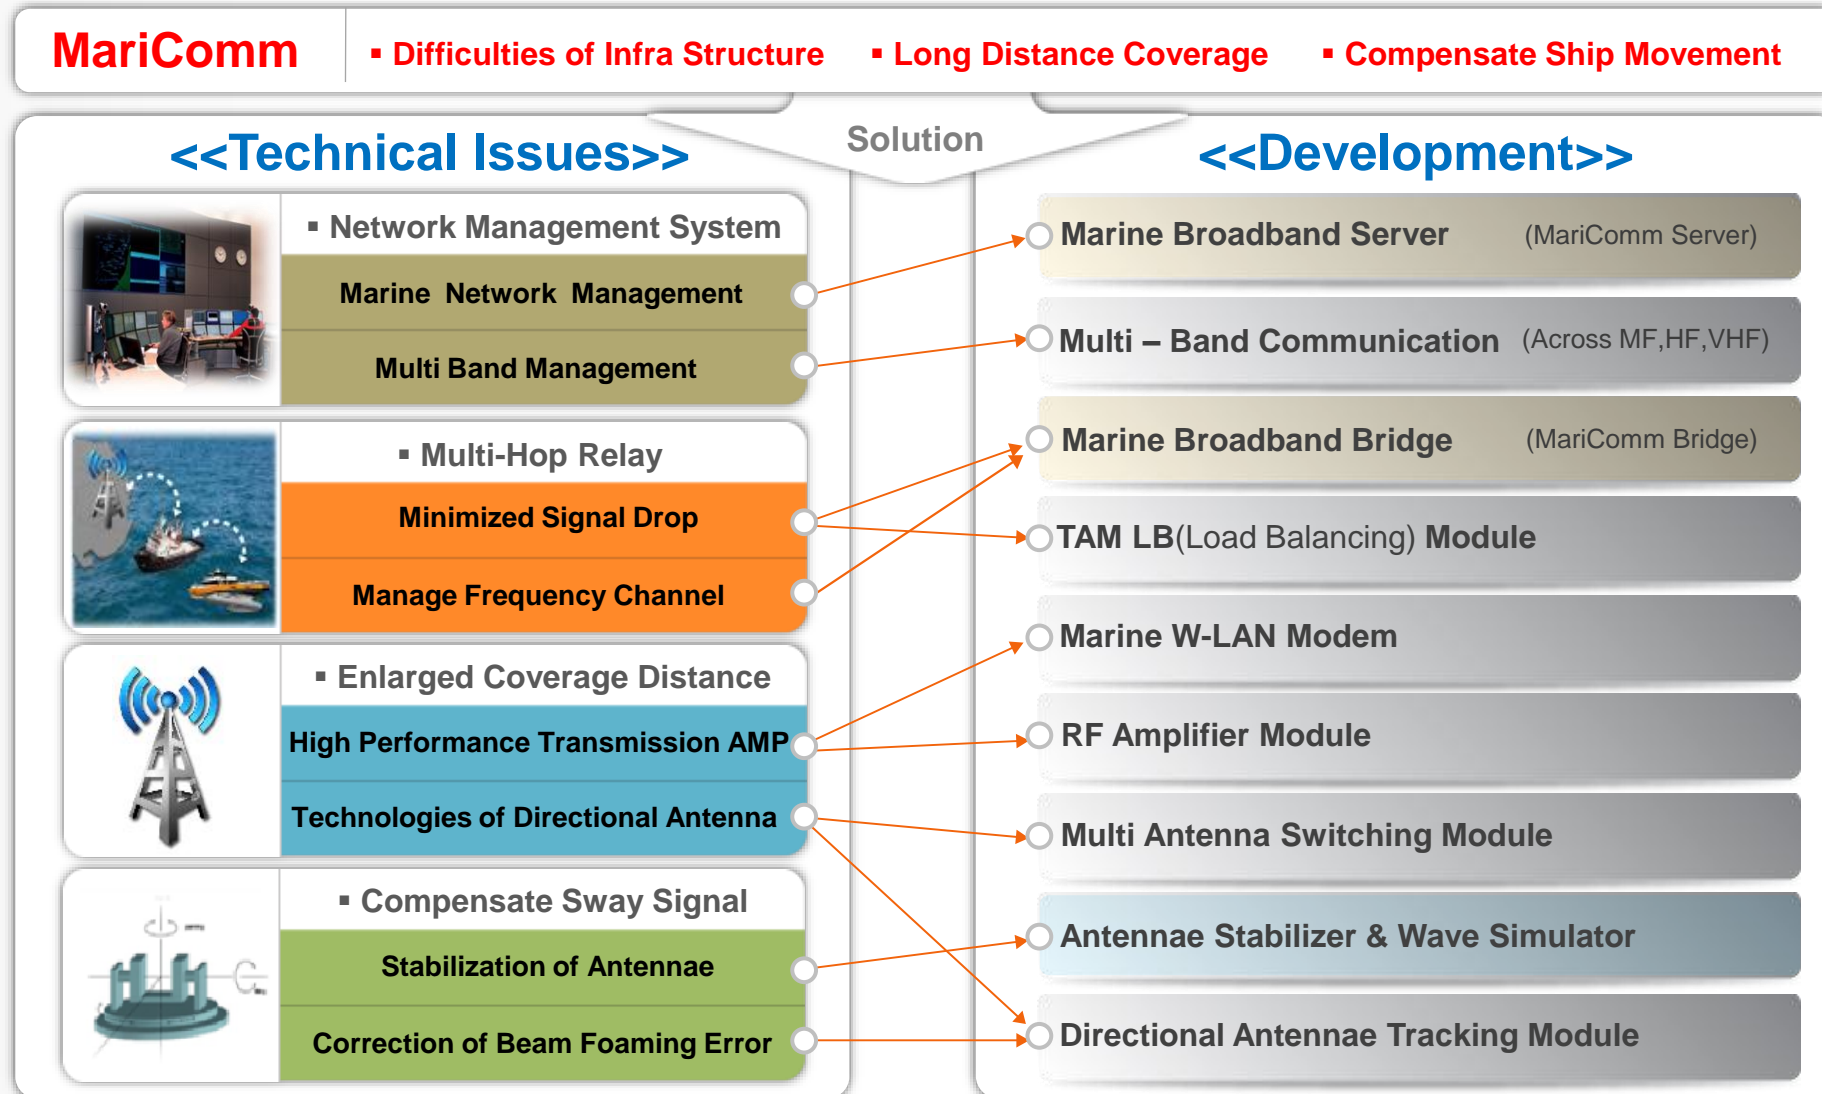 MariComm
▪ Difficulties of Infra Structure ▪ Long Distance Coverage ▪ Compensate Ship Movement
Solution
<<Technical Issues>>
▪ Network Management System
Marine Network Management
Multi Band Management
▪ Multi-Hop Relay
Minimized Signal Drop
Manage Frequency Channel
▪ Enlarged Coverage Distance
High Performance Transmission AMP
Technologies of Directional Antenna
▪ Compensate Sway Signal
Stabilization of Antennae
Correction of Beam Foaming Error
<<Development>>
Marine Broadband Server (MariComm Server)
Multi – Band Communication (Across MF,HF,VHF)
Marine Broadband Bridge (MariComm Bridge)
TAM LB(Load Balancing) Module
Marine W-LAN Modem
RF Amplifier Module
Multi Antenna Switching Module
Antennae Stabilizer & Wave Simulator
Directional Antennae Tracking Module